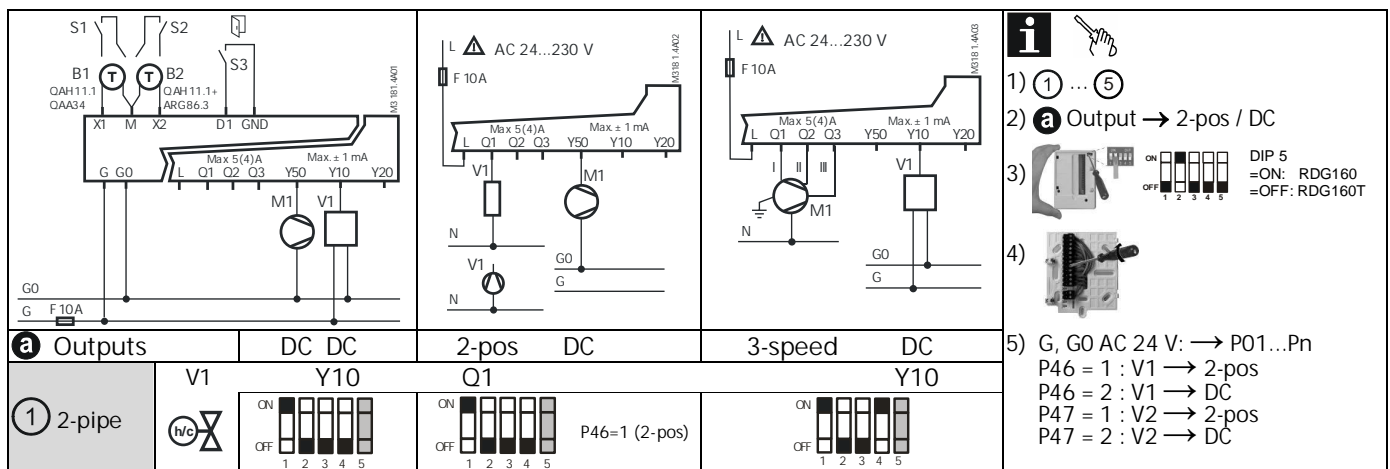 S1 S2
S3
B1 T T B2
QAH11.1 QAH11.1+
QAA34 ARG86.3
M3181.4A01
X1 M X2 D1 GND
Max 5(4)A Max. ± 1 mA
G G0 L Q1 Q2 Q3 Y50 Y10 Y20
M1 V1
G0
G F 10A
L AC 24...230 V
F 10A
M318 1.4A02
Max 5(4)A Max. ± 1 mA
L Q1 Q2 Q3 Y50 Y10 Y20
V1 M1
N
V1 G0
G
N
L AC 24...230 V
F 10A
M318 1.4A03
Max 5(4)A Max. ± 1 mA
L Q1 Q2 Q3 Y50 Y10 Y20
I II III V1
M1
N
G0
G
a Outputs DC DC 2-pos DC 3-speed DC
V1 Y10 Q1 Y10
1 2-pipe h/c
ON
OFF
1 2 3 4 5
ON
OFF
1 2 3 4 5
P46=1 (2-pos)
ON
OFF
1 2 3 4 5
i
1) 1 ... 5
2) a Output → 2-pos / DC
3) ON
OFF
1 2 3 4 5
DIP 5
=ON: RDG160
=OFF: RDG160T
4)
5) G, G0 AC 24 V: → P01...Pn
P46 = 1 : V1 → 2-pos
P46 = 2 : V1 → DC
P47 = 1 : V2 → 2-pos
P47 = 2 : V2 → DC